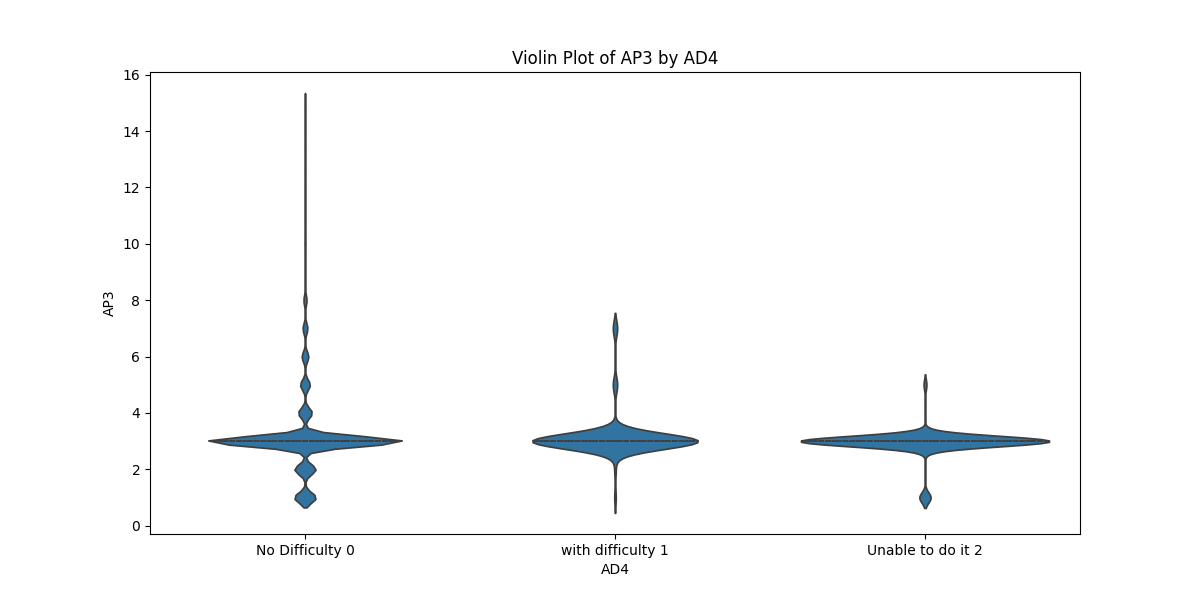 Violin Plot of AP3 by AD4
16
14
12
10
8
6
4
2
0
AP3
No Difficulty 0
with difficulty 1
Unable to do it 2
AD4